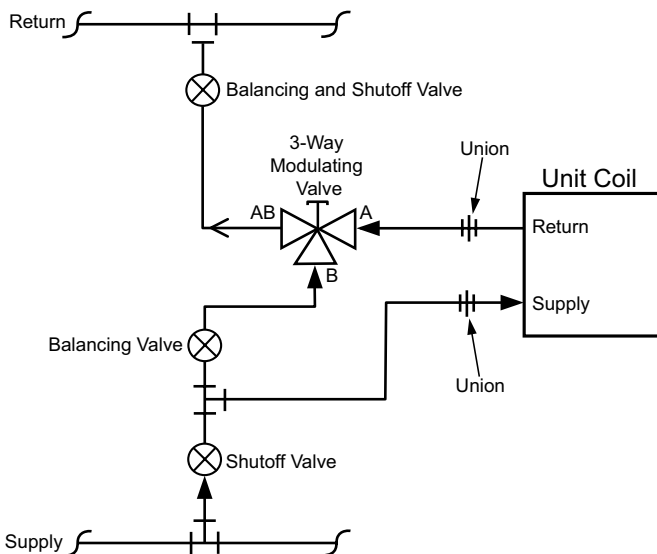 Return
Balancing and Shutoff Valve
3-Way
Modulating
Valve
Union
Unit Coil
AB
A
Return
B
Supply
Balancing Valve
Union
Shutoff Valve
Supply